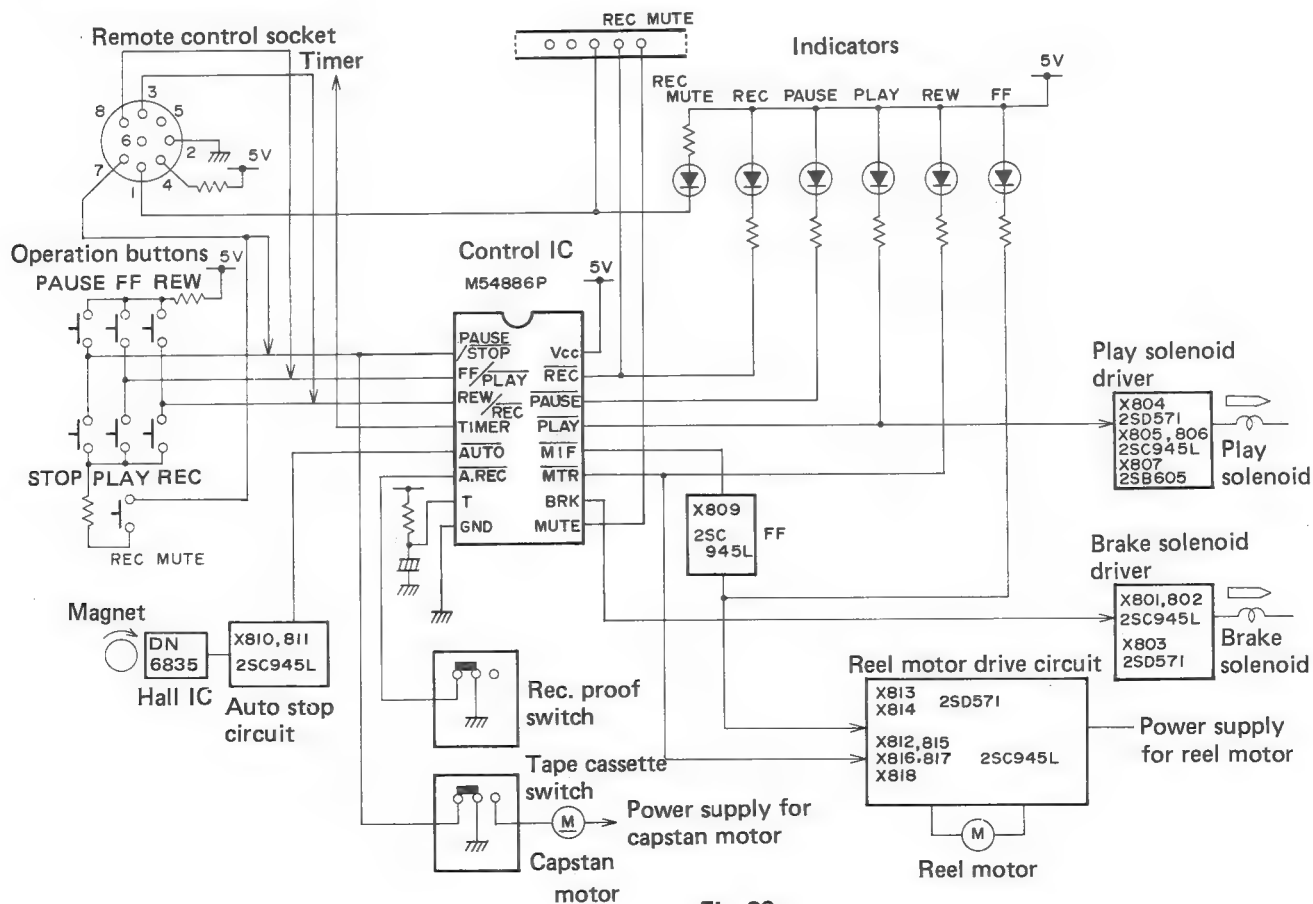 REC MUTE
Remote control socket
Timer
Indicators
5V
REC
MUTE REC PAUSE PLAY REW FF
3
8
5
6
2
7
4
1
5V
Operation buttons
5V
PAUSE FF REW
Control IC
M54886P
5V
PAUSE
/STOP
FF/PLAY
REW
/REC
TIMER
AUTO
A.REC
T
GND
Vcc
REC
PAUSE
PLAY
MIF
MTR
BRK
MUTE
STOP PLAY REC
REC MUTE
Play solenoid
driver
X804
2SD571
X805,806
2SC945L
X807
2SB605
Play
solenoid
X809
2SC
945L
FF
Brake solenoid
driver
X801,802
2SC945L
X803
2SD571
Brake
solenoid
Magnet
DN
6835
Hall IC
X810,811
2SC945L
Auto stop
circuit
Rec. proof
switch
Tape cassette
switch
M
Power supply for
capstan motor
Capstan
motor
Reel motor drive circuit
X813
X814
2SD571
X812,815
X816,817
X818
2SC945L
Power supply
for reel motor
M
Reel motor